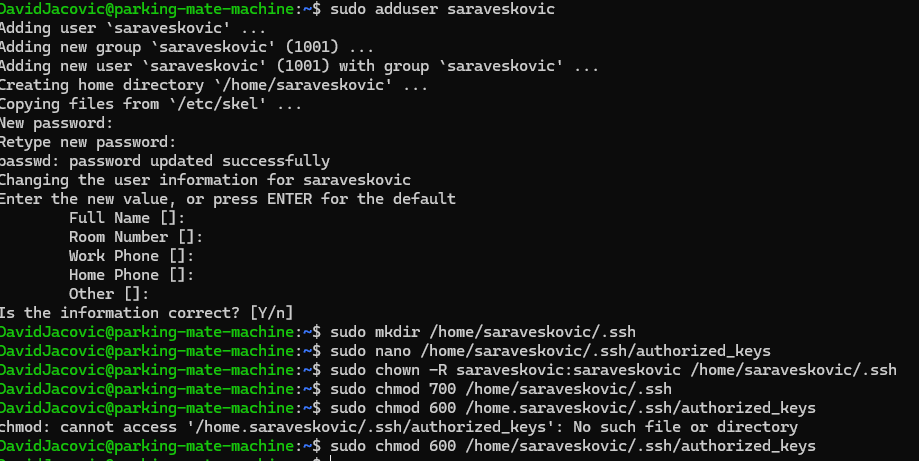 DavidJacovic@parking-mate-machine:~$ sudo adduser saraveskovic
Adding user `saraveskovic' ...
Adding new group `saraveskovic' (1001) ...
Adding new user `saraveskovic' (1001) with group `saraveskovic' ...
Creating home directory `/home/saraveskovic' ...
Copying files from `/etc/skel' ...
New password:
Retype new password:
passwd: password updated successfully
Changing the user information for saraveskovic
Enter the new value, or press ENTER for the default
        Full Name []:
        Room Number []:
        Work Phone []:
        Home Phone []:
        Other []:
Is the information correct? [Y/n]
DavidJacovic@parking-mate-machine:~$ sudo mkdir /home/saraveskovic/.ssh
DavidJacovic@parking-mate-machine:~$ sudo nano /home/saraveskovic/.ssh/authorized_keys
DavidJacovic@parking-mate-machine:~$ sudo chown -R saraveskovic:saraveskovic /home/saraveskovic/.ssh
DavidJacovic@parking-mate-machine:~$ sudo chmod 700 /home/saraveskovic/.ssh
DavidJacovic@parking-mate-machine:~$ sudo chmod 600 /home.saraveskovic/.ssh/authorized_keys
chmod: cannot access '/home.saraveskovic/.ssh/authorized_keys': No such file or directory
DavidJacovic@parking-mate-machine:~$ sudo chmod 600 /home/saraveskovic/.ssh/authorized_keys
DavidJacovic@parking-mate-machine:~$